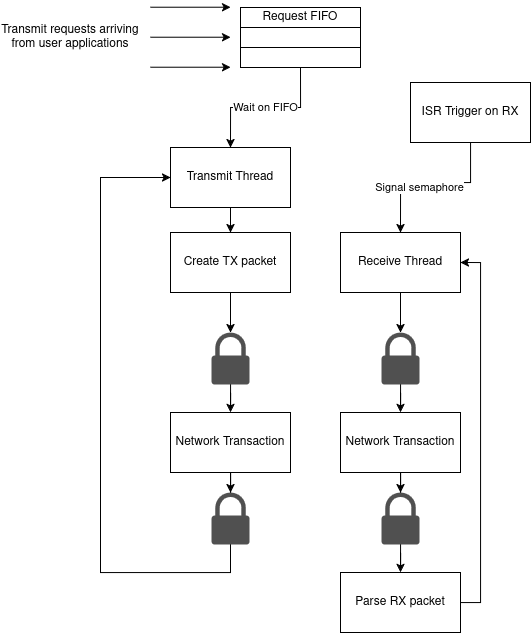 Transmit requests arriving
from user applications
Request FIFO
Wait on FIFO
ISR Trigger on RX
Transmit Thread
Signal semaphore
Create TX packet
Receive Thread
Network Transaction
Network Transaction
Parse RX packet